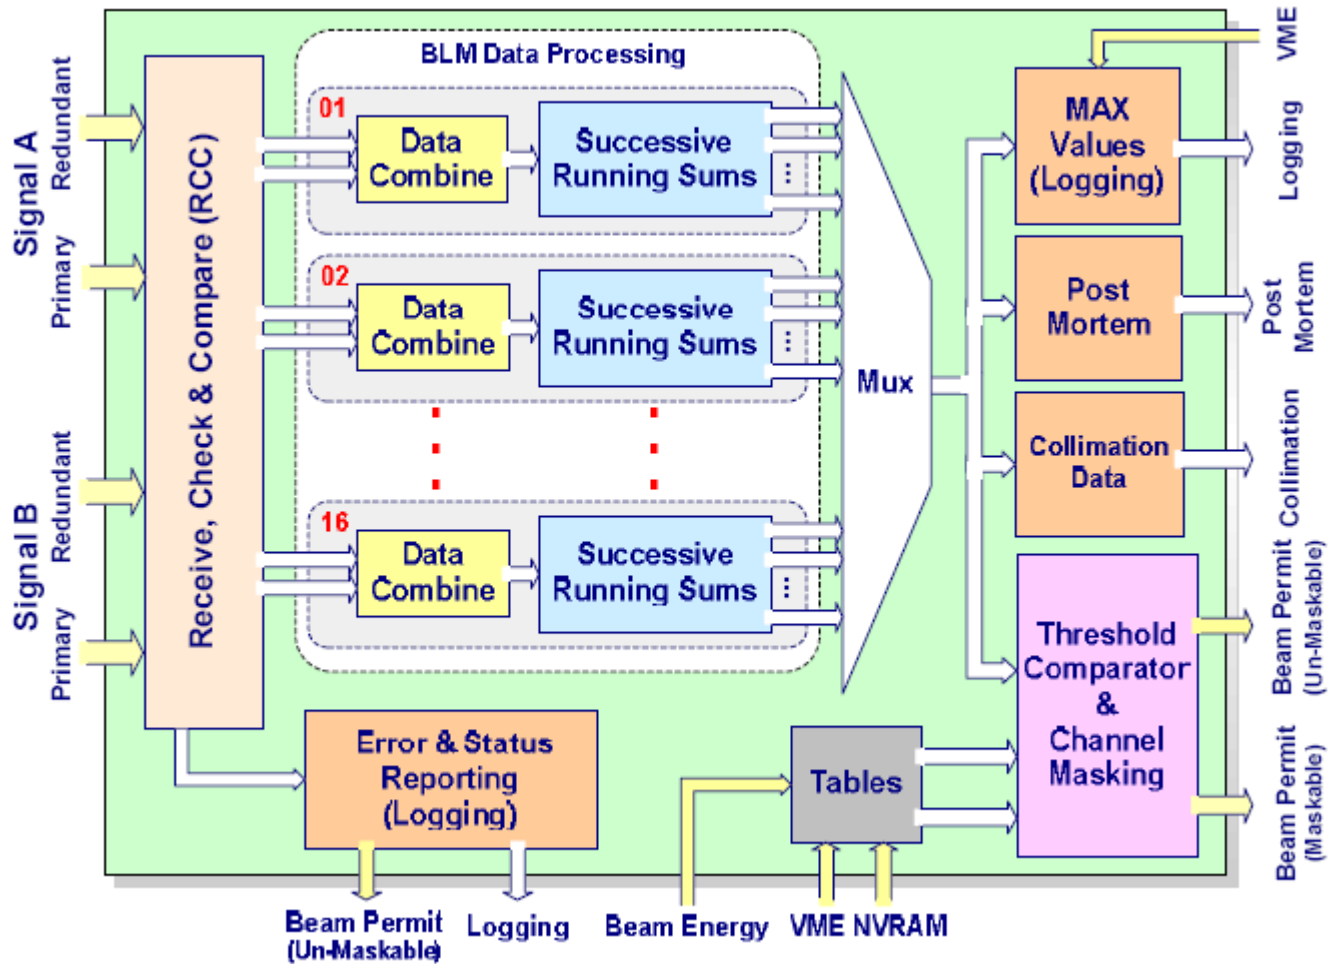 Signal A
Redundant
Primary
Signal B
Redundant
Primary
Receive, Check & Compare (RCC)
BLM Data Processing
01
Data
Combine
Successive
Running Sums
...
02
Data
Combine
Successive
Running Sums
...
16
Data
Combine
Successive
Running Sums
...
Mux
MAX
Values
(Logging)
Post
Mortem
Collimation
Data
Threshold
Comparator
&
Channel
Masking
VME
Logging
Post
Mortem
Collimation
Beam Permit
(Un-Maskable)
Beam Permit
(Maskable)
Error & Status
Reporting
(Logging)
Tables
Beam Permit
(Un-Maskable)
Logging
Beam Energy
VME NVRAM